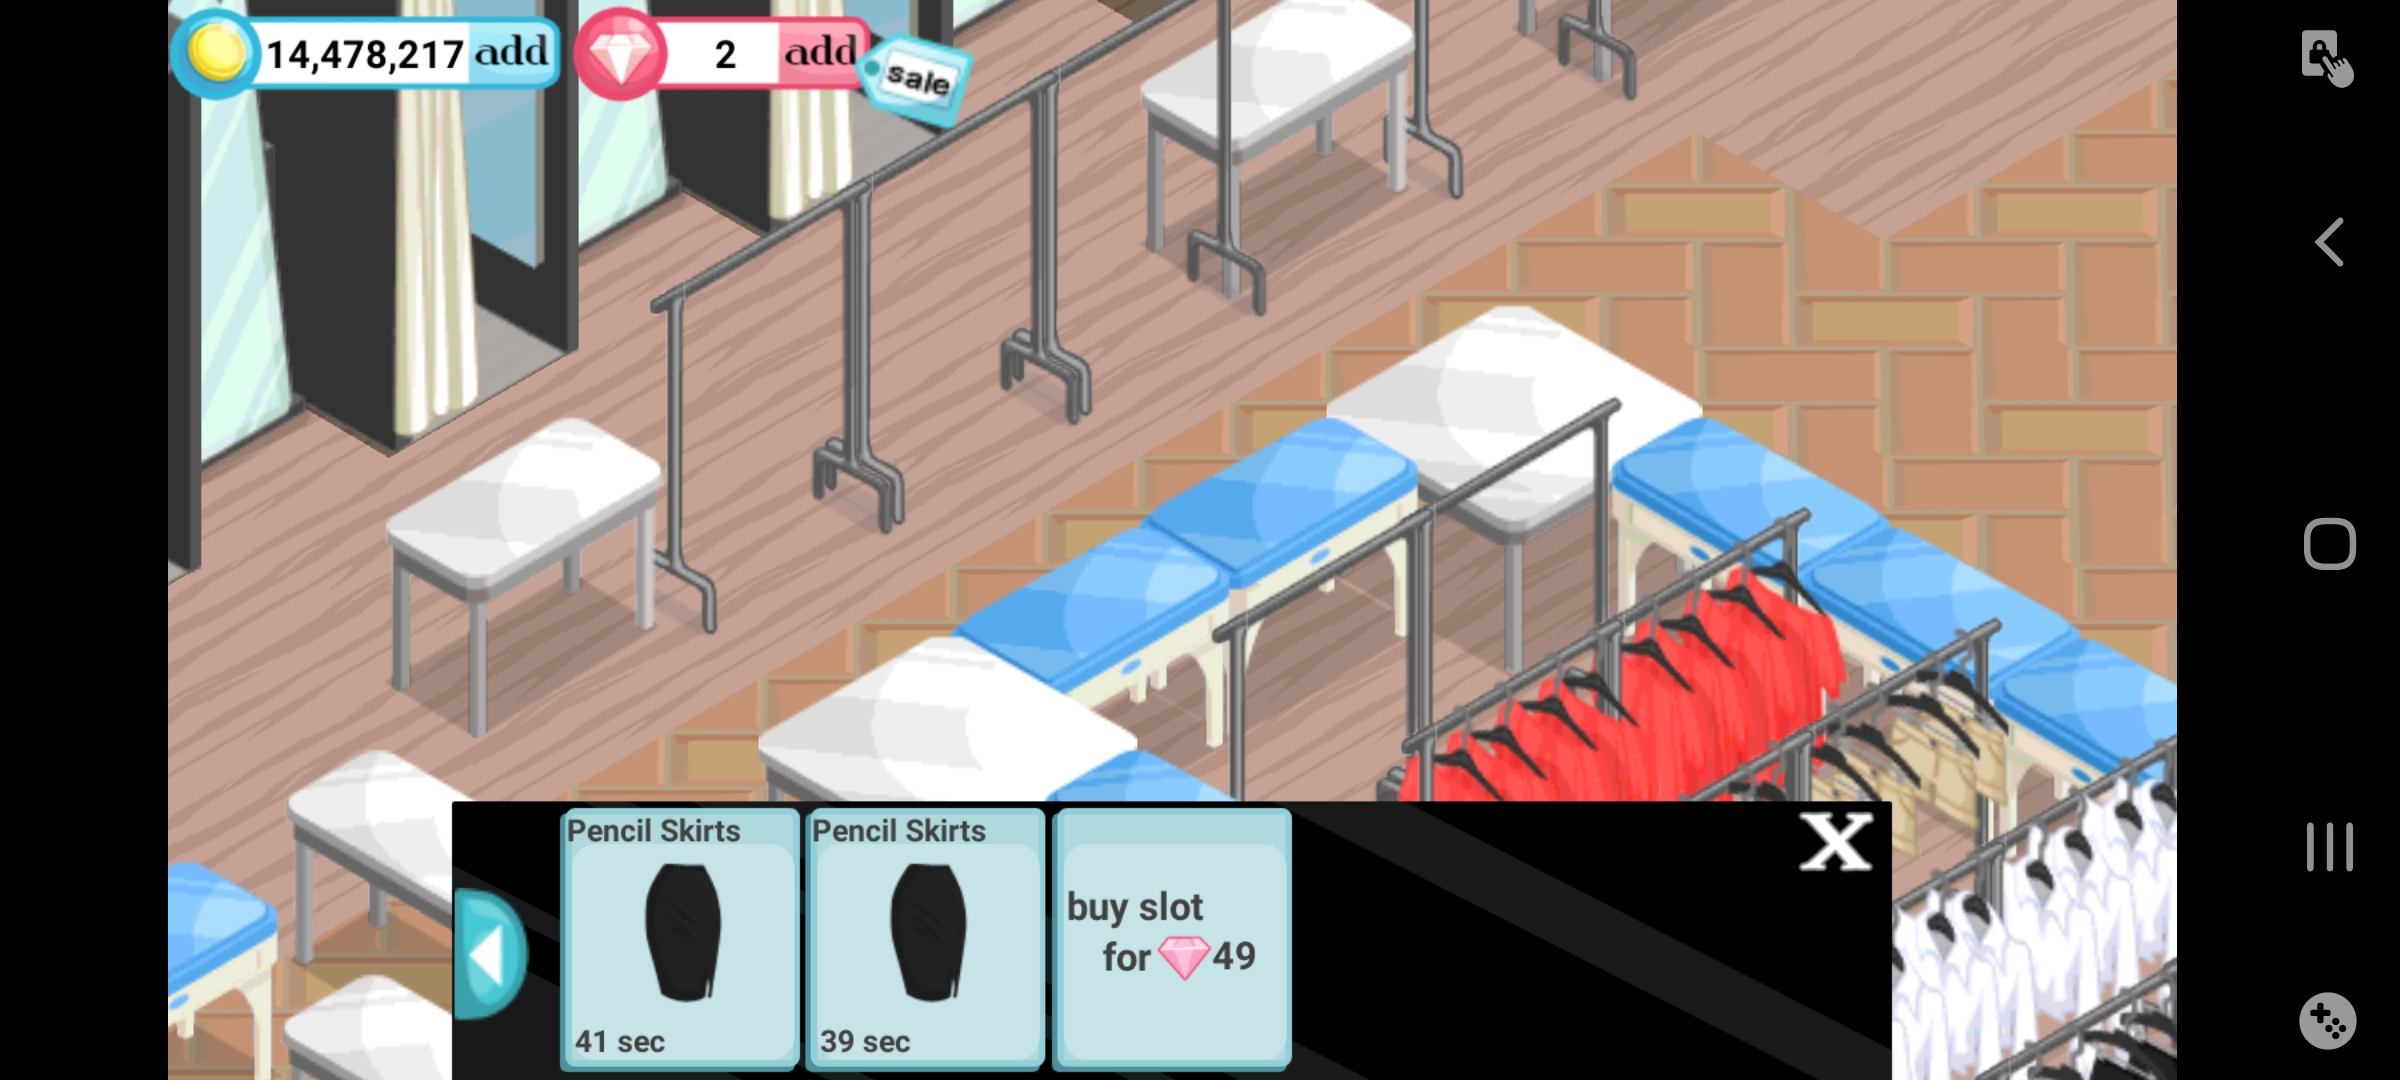 14,478,217 add
2 add
sale
Pencil Skirts
41 sec
Pencil Skirts
39 sec
buy slot
for 49
X